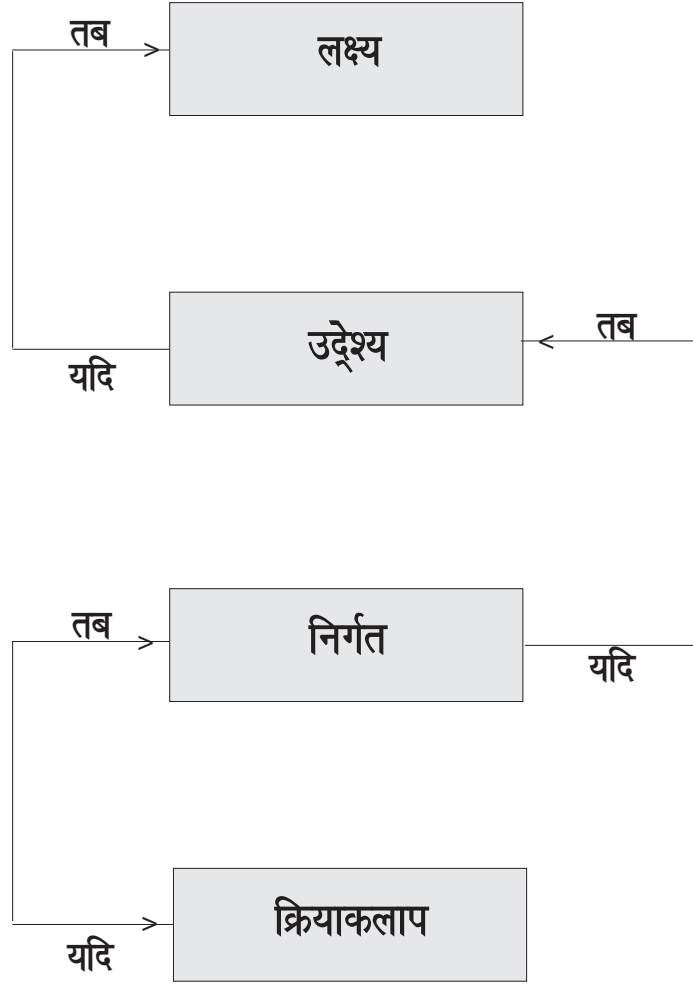 तब
लक्ष्य
उद्देश्य
तब
यदि
तब
निर्गत
यदि
क्रियाकलाप
यदि